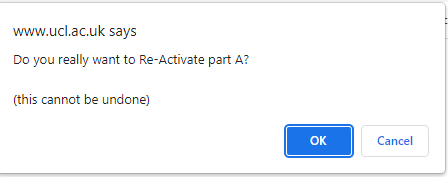 www.ucl.ac.uk says
Do you really want to Re-Activate part A?
(this cannot be undone)
OK
Cancel